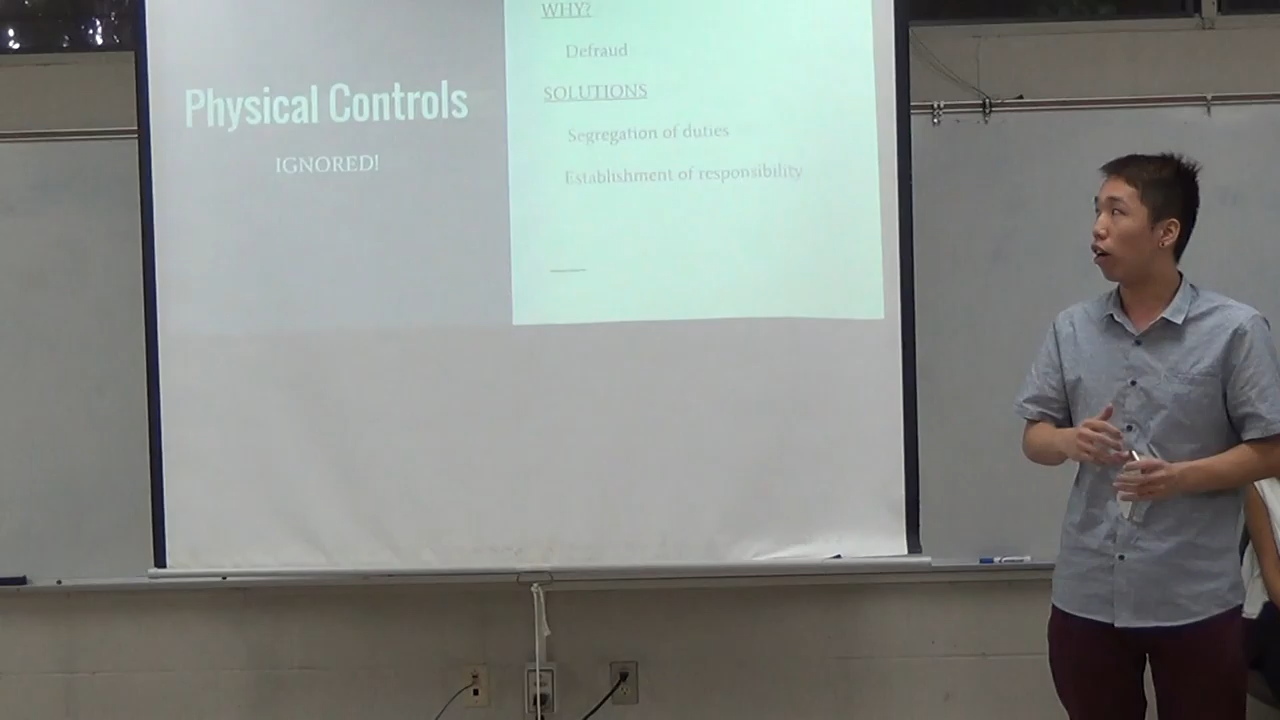 Physical Controls
IGNORED!
WHY?
Defraud
SOLUTIONS
Segregation of duties
Establishment of responsibility